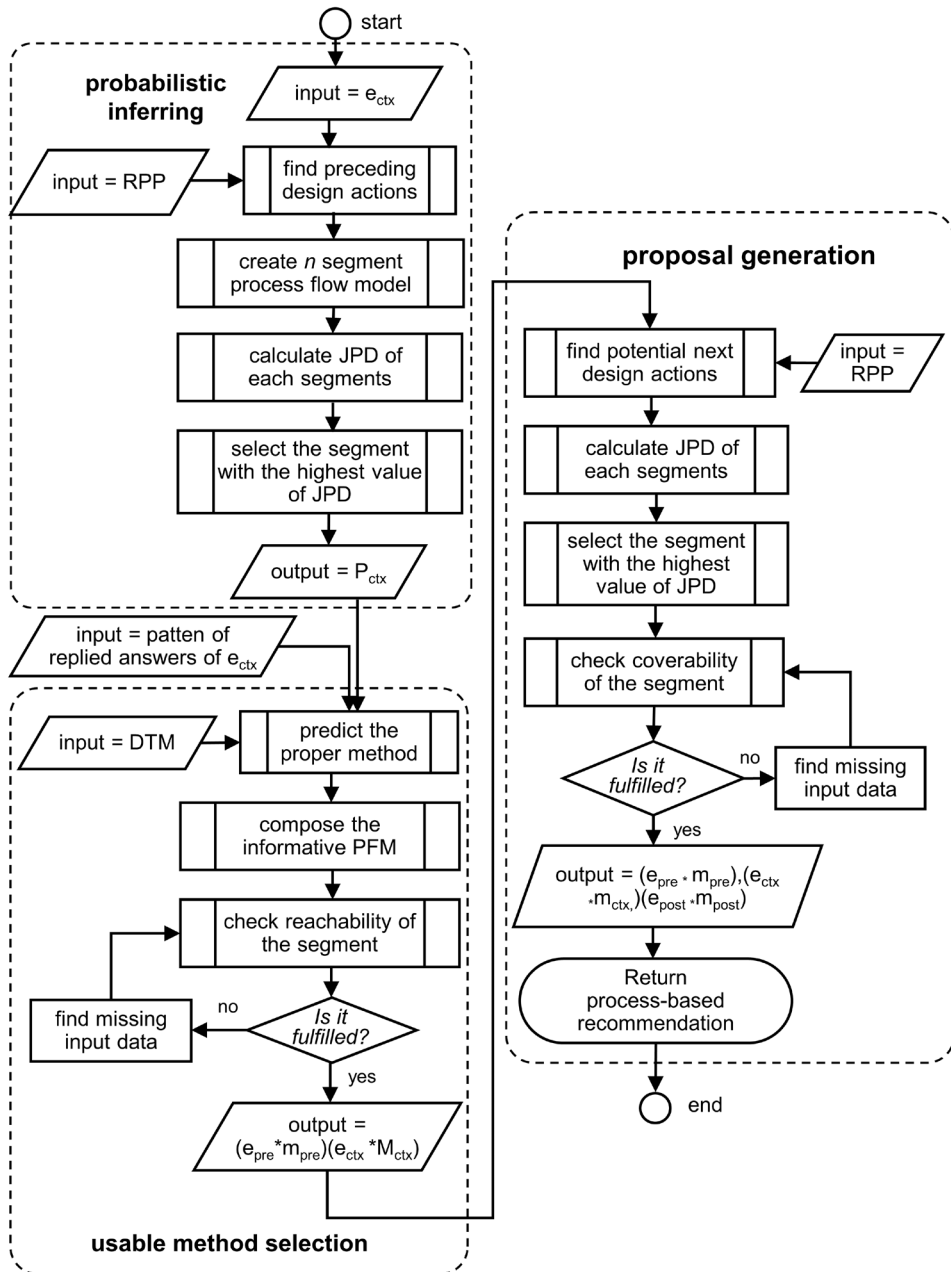 start
probabilistic
inferring
input = e_ctx
input = RPP
find preceding
design actions
create n segment
process flow model
calculate JPD of
each segments
select the segment
with the highest value
of JPD
output = P_ctx
input = patten of
replied answers of e_ctx
input = DTM
predict the
proper method
compose the
informative PFM
check reachability of
the segment
Is it
fulfilled?
no
find missing
input data
yes
output =
(e_pre*m_pre)(e_ctx *M_ctx)
usable method selection
proposal generation
find potential next
design actions
input =
RPP
calculate JPD of
each segments
select the segment
with the highest
value of JPD
check coverability
of the segment
Is it
fulfilled?
no
find missing
input data
yes
output = (e_pre * m_pre),(e_ctx
*m_ctx,)(e_post *m_post)
Return
process-based
recommendation
end